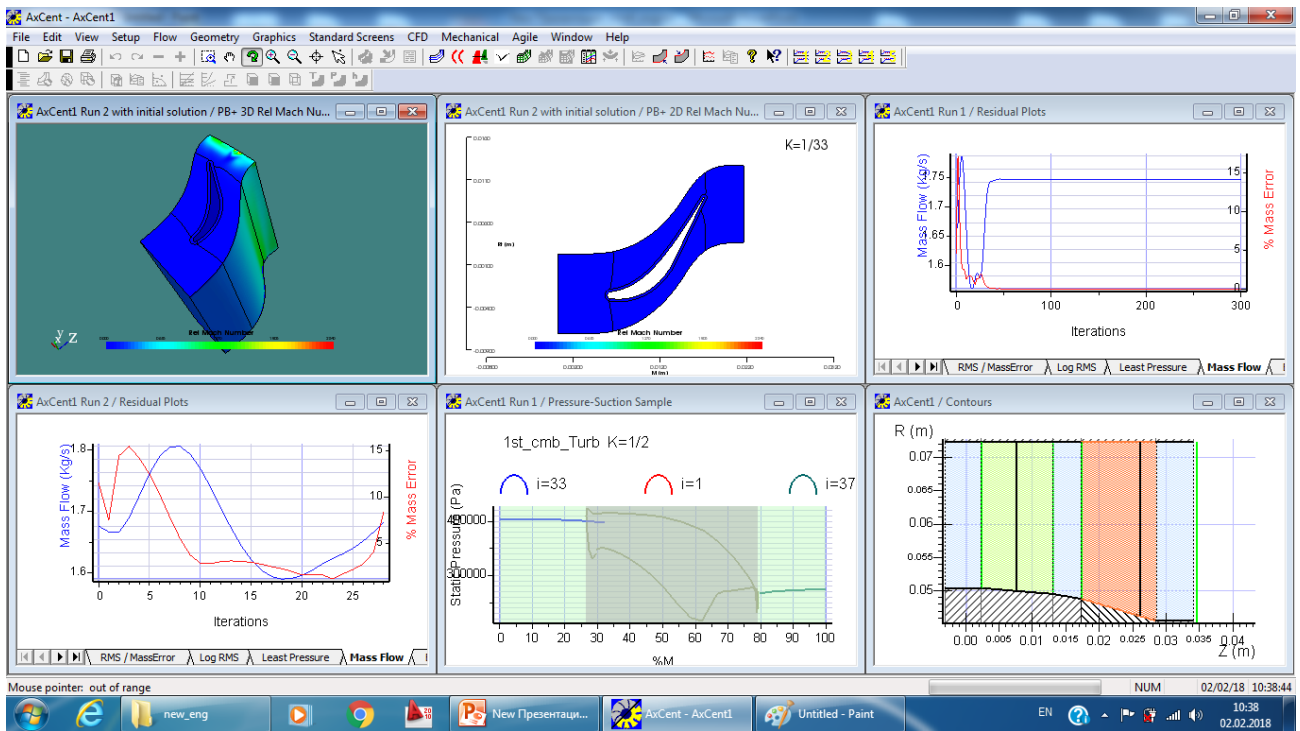 AxCent - AxCent1
File Edit View Setup Flow Geometry Graphics Standard Screens CFD Mechanical Agile Window Help
AxCent1 Run 2 with initial solution / PB+ 3D Rel Mach Nu...
y
x Z
Rel Mach Number
AxCent1 Run 2 with initial solution / PB+ 2D Rel Mach Nu...
K=1/33
R (m)
Rel Mach Number
M (m)
AxCent1 Run 1 / Residual Plots
Mass Flow (Kg/s)
1.75
1.7
1.65
1.6
15
10
5
0
% Mass Error
0 100 200 300
Iterations
RMS / MassError Log RMS Least Pressure Mass Flow
AxCent1 Run 2 / Residual Plots
Mass Flow (Kg/s)
1.8
1.7
1.6
15
10
5
% Mass Error
0 5 10 15 20 25
Iterations
RMS / MassError Log RMS Least Pressure Mass Flow
AxCent1 Run 1 / Pressure-Suction Sample
1st_cmb_Turb K=1/2
i=33 i=1 i=37
Static Pressure (Pa)
400000
300000
0 10 20 30 40 50 60 70 80 90 100
%M
AxCent1 / Contours
R (m)
0.07
0.065
0.06
0.055
0.05
0.00 0.005 0.01 0.015 0.02 0.025 0.03 0.035 0.04
Z (m)
Mouse pointer: out of range
NUM 02/02/18 10:38:44
new_eng
New Презентаци...
AxCent - AxCent1
Untitled - Paint
EN
10:38
02.02.2018